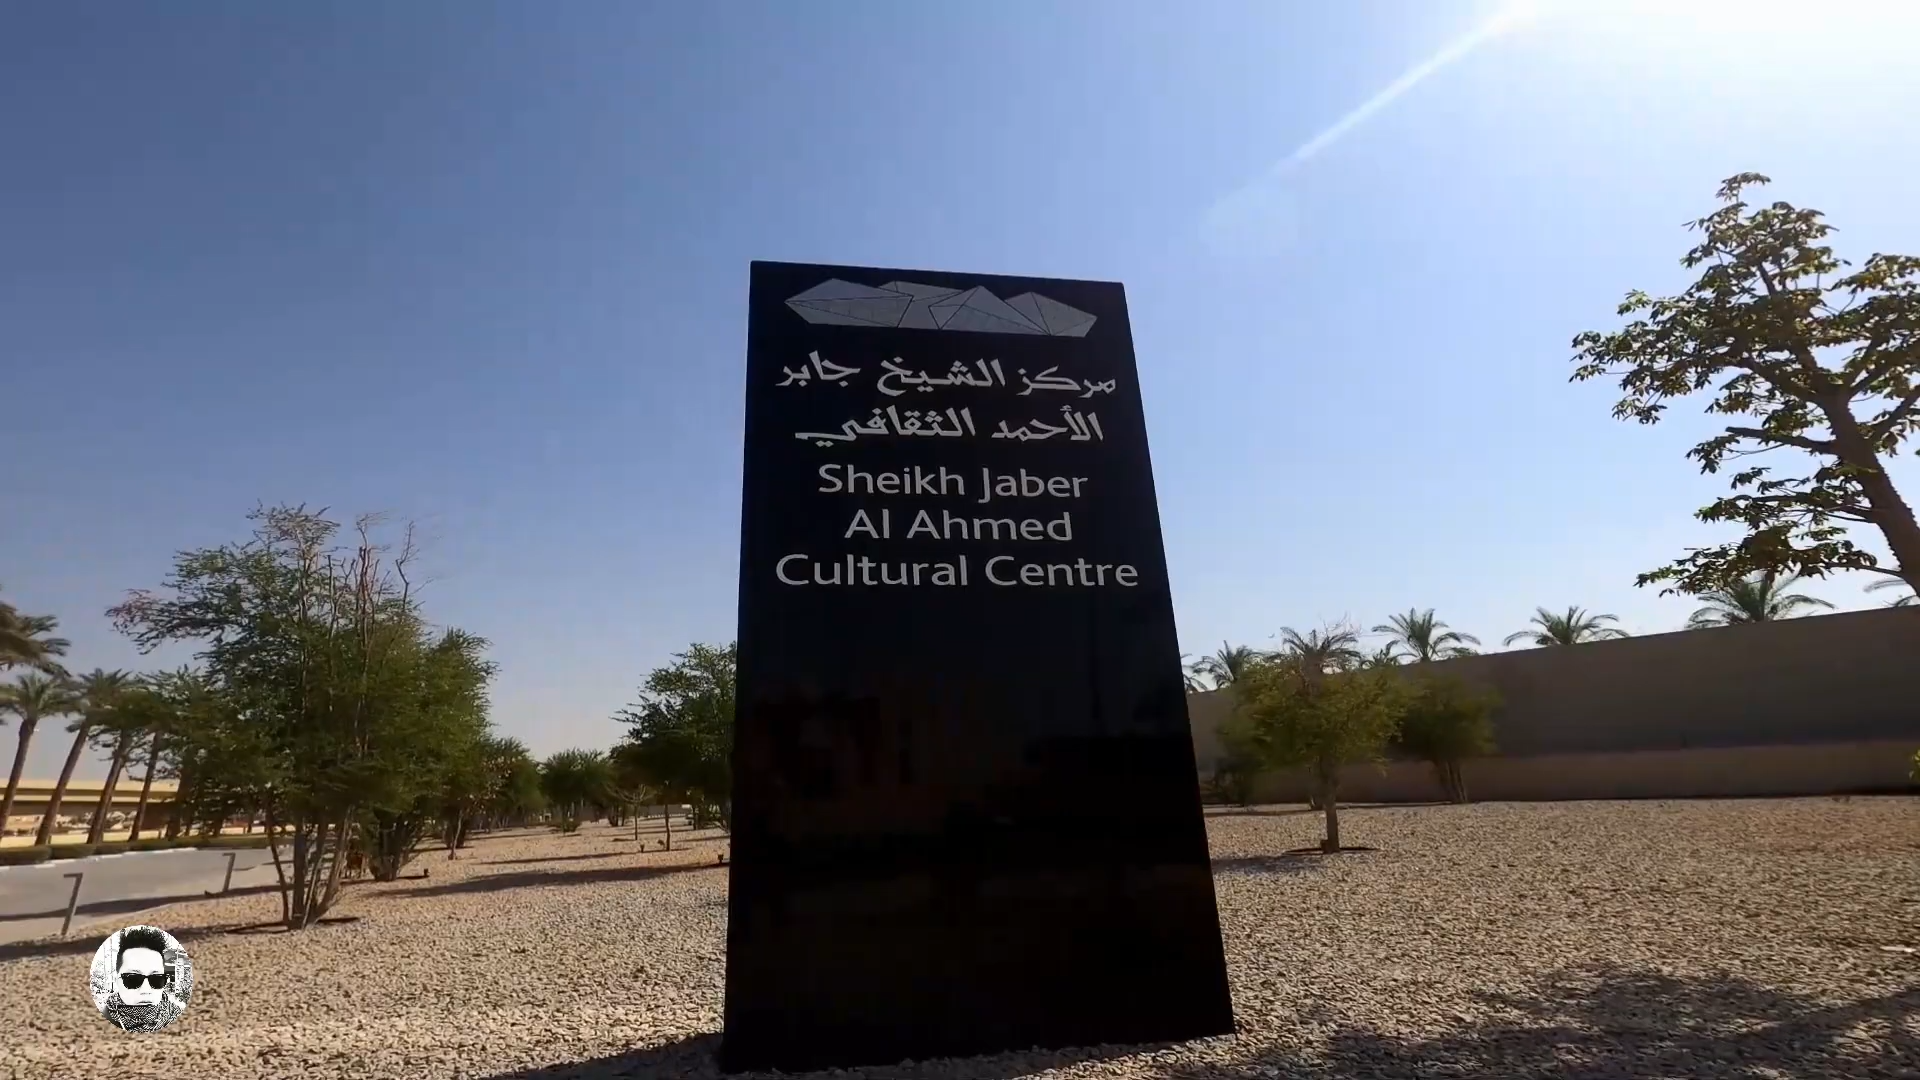 مركز الشيخ جابر
الأحمد الثقافي
Sheikh Jaber
Al Ahmed
Cultural Centre